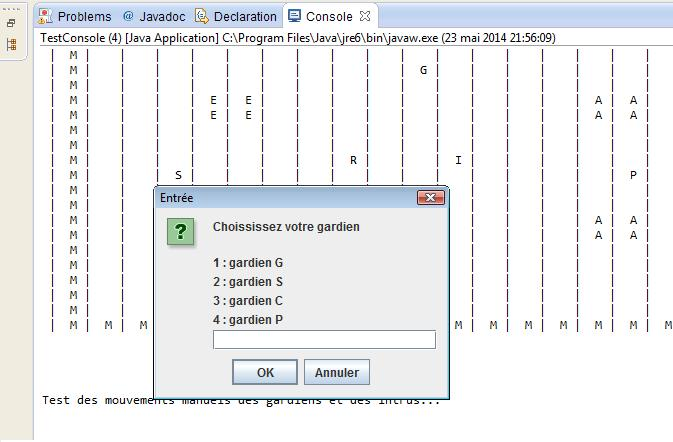 Problems @ Javadoc Declaration Console
TestConsole (4) [Java Application] C:\Program Files\Java\jre6\bin\javaw.exe (23 mai 2014 21:56:09)
| M | | | | | | | | | | | | | | | | |
| M | | | | | | | | | | G | | | | | | |
| M | | | | | | | | | | | | | | | | |
| M | | | | E | E | | | | | | | | | | A | A |
| M | | | | E | E | | | | | | | | | | A | A |
| M | | | | | | | | | | | | | | | | |
| M | | | | | | | | | | | | | | | | |
| M | | | | | | | | R | | | I | | | | | |
| M | | | S | | | | | | | | | | | | | P |
| M | | | | | | | | |
| M | | | | | | | | |
| M | | | | | | | A | A |
| M | | | | | | | A | A |
| M | | | | | | | | |
| M | | | | | | | | |
| M | | | | | | | | |
| M | | | | | | | | |
| M | | | | | | | | |
| M | M | M M | M | M | M | M | M | M
Entrée
Choississez votre gardien
1 : gardien G
2 : gardien S
3 : gardien C
4 : gardien P
OK Annuler
Test des mouvements manuels des gardiens et des intrus...